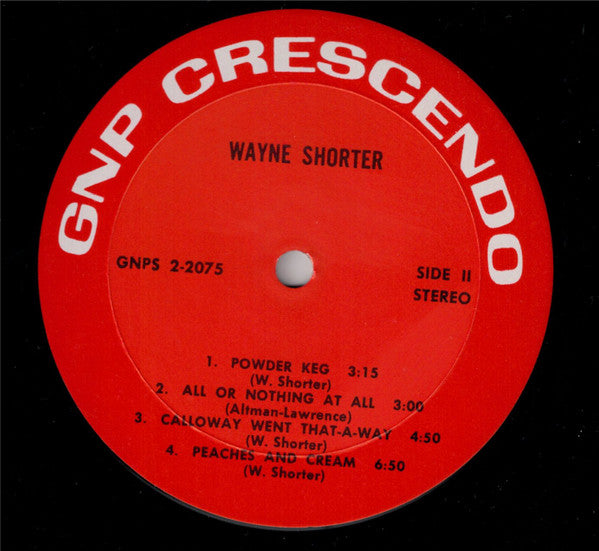 GNP CRESCENDO
WAYNE SHORTER
GNPS 2-2075
SIDE II
STEREO
1. POWDER KEG 3:15
(W. Shorter)
2. ALL OR NOTHING AT ALL 3:00
(Altman-Lawrence)
3. CALLOWAY WENT THAT-A-WAY 4:50
(W. Shorter)
4. PEACHES AND CREAM 6:50
(W. Shorter)